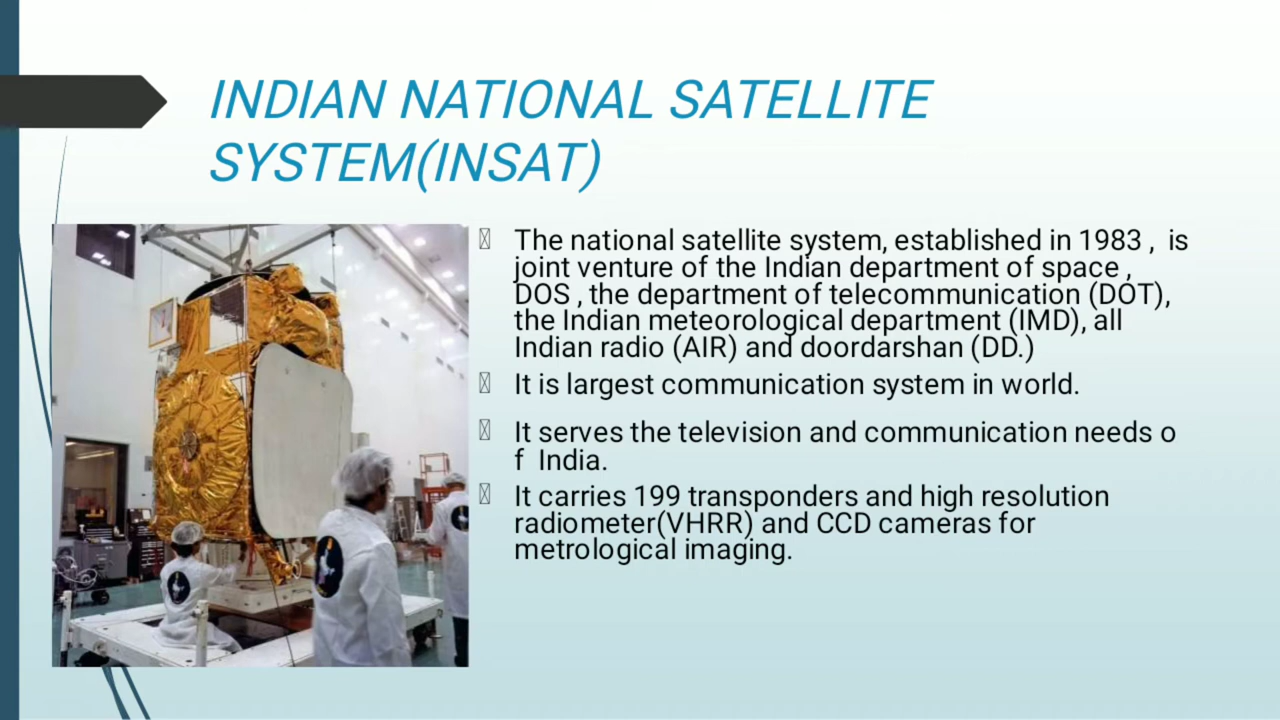 INDIAN NATIONAL SATELLITE
SYSTEM(INSAT)
The national satellite system, established in 1983 , is
joint venture of the Indian department of space ,
DOS , the department of telecommunication (DOT),
the Indian meteorological department (IMD), all
Indian radio (AIR) and doordarshan (DD.)
It is largest communication system in world.
It serves the television and communication needs o
f India.
It carries 199 transponders and high resolution
radiometer(VHRR) and CCD cameras for
metrological imaging.